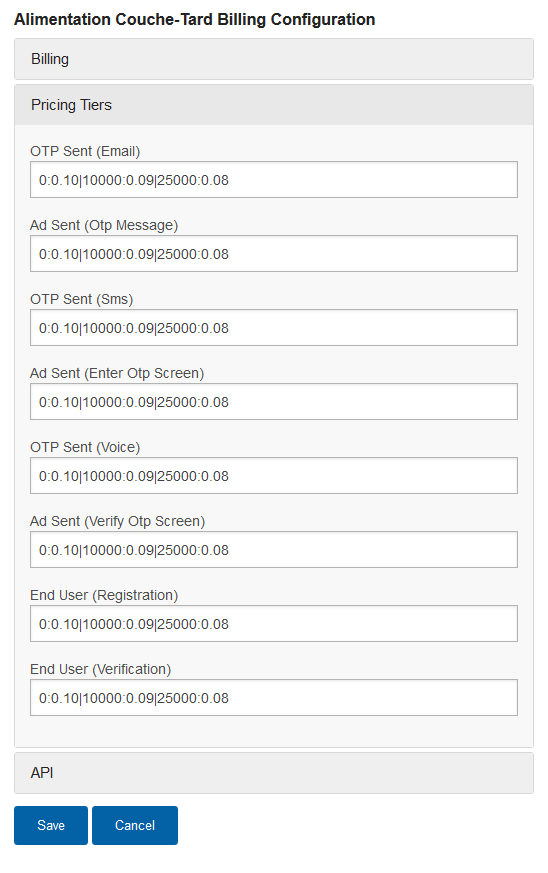 Alimentation Couche-Tard Billing Configuration
Billing
Pricing Tiers
OTP Sent (Email)
0:0.10|10000:0.09|25000:0.08
Ad Sent (Otp Message)
0:0.10|10000:0.09|25000:0.08
OTP Sent (Sms)
0:0.10|10000:0.09|25000:0.08
Ad Sent (Enter Otp Screen)
0:0.10|10000:0.09|25000:0.08
OTP Sent (Voice)
0:0.10|10000:0.09|25000:0.08
Ad Sent (Verify Otp Screen)
0:0.10|10000:0.09|25000:0.08
End User (Registration)
0:0.10|10000:0.09|25000:0.08
End User (Verification)
0:0.10|10000:0.09|25000:0.08
API
Save Cancel